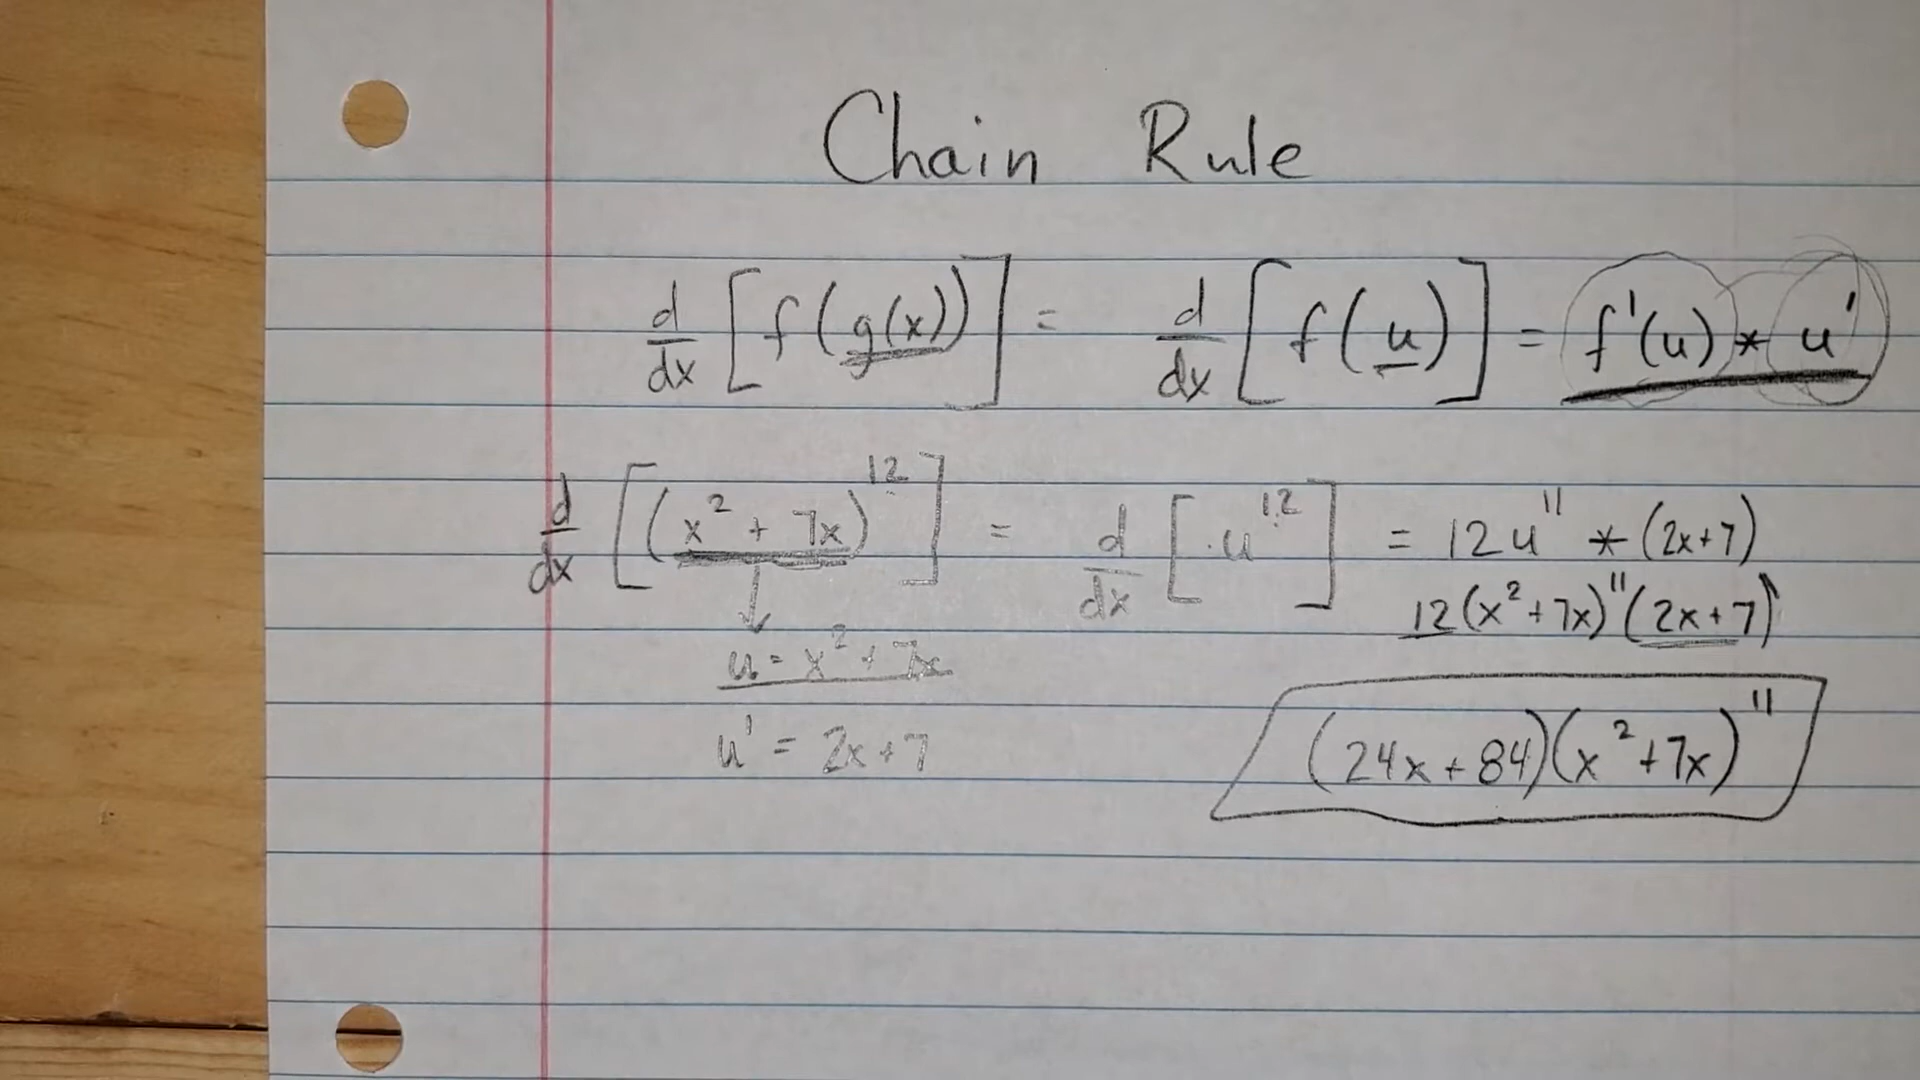 Chain Rule
d/dx [f(g(x))] = d/dx [f(u)] = f'(u) * u'
d/dx [(x² + 7x)¹²] = d/dx [u¹²] = 12u¹¹ * (2x+7)
12(x²+7x)¹¹(2x+7)
u = x² + 7x
u' = 2x+7
(24x+84)(x²+7x)¹¹